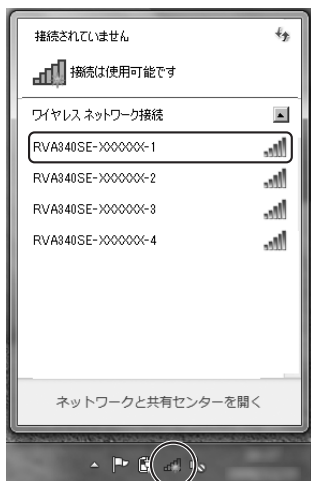 接続されていません
接続は使用可能です
ワイヤレス ネットワーク接続
RVA340SE-XXXXXX-1
RVA340SE-XXXXXX-2
RVA340SE-XXXXXX-3
RVA340SE-XXXXXX-4
ネットワークと共有センターを開く